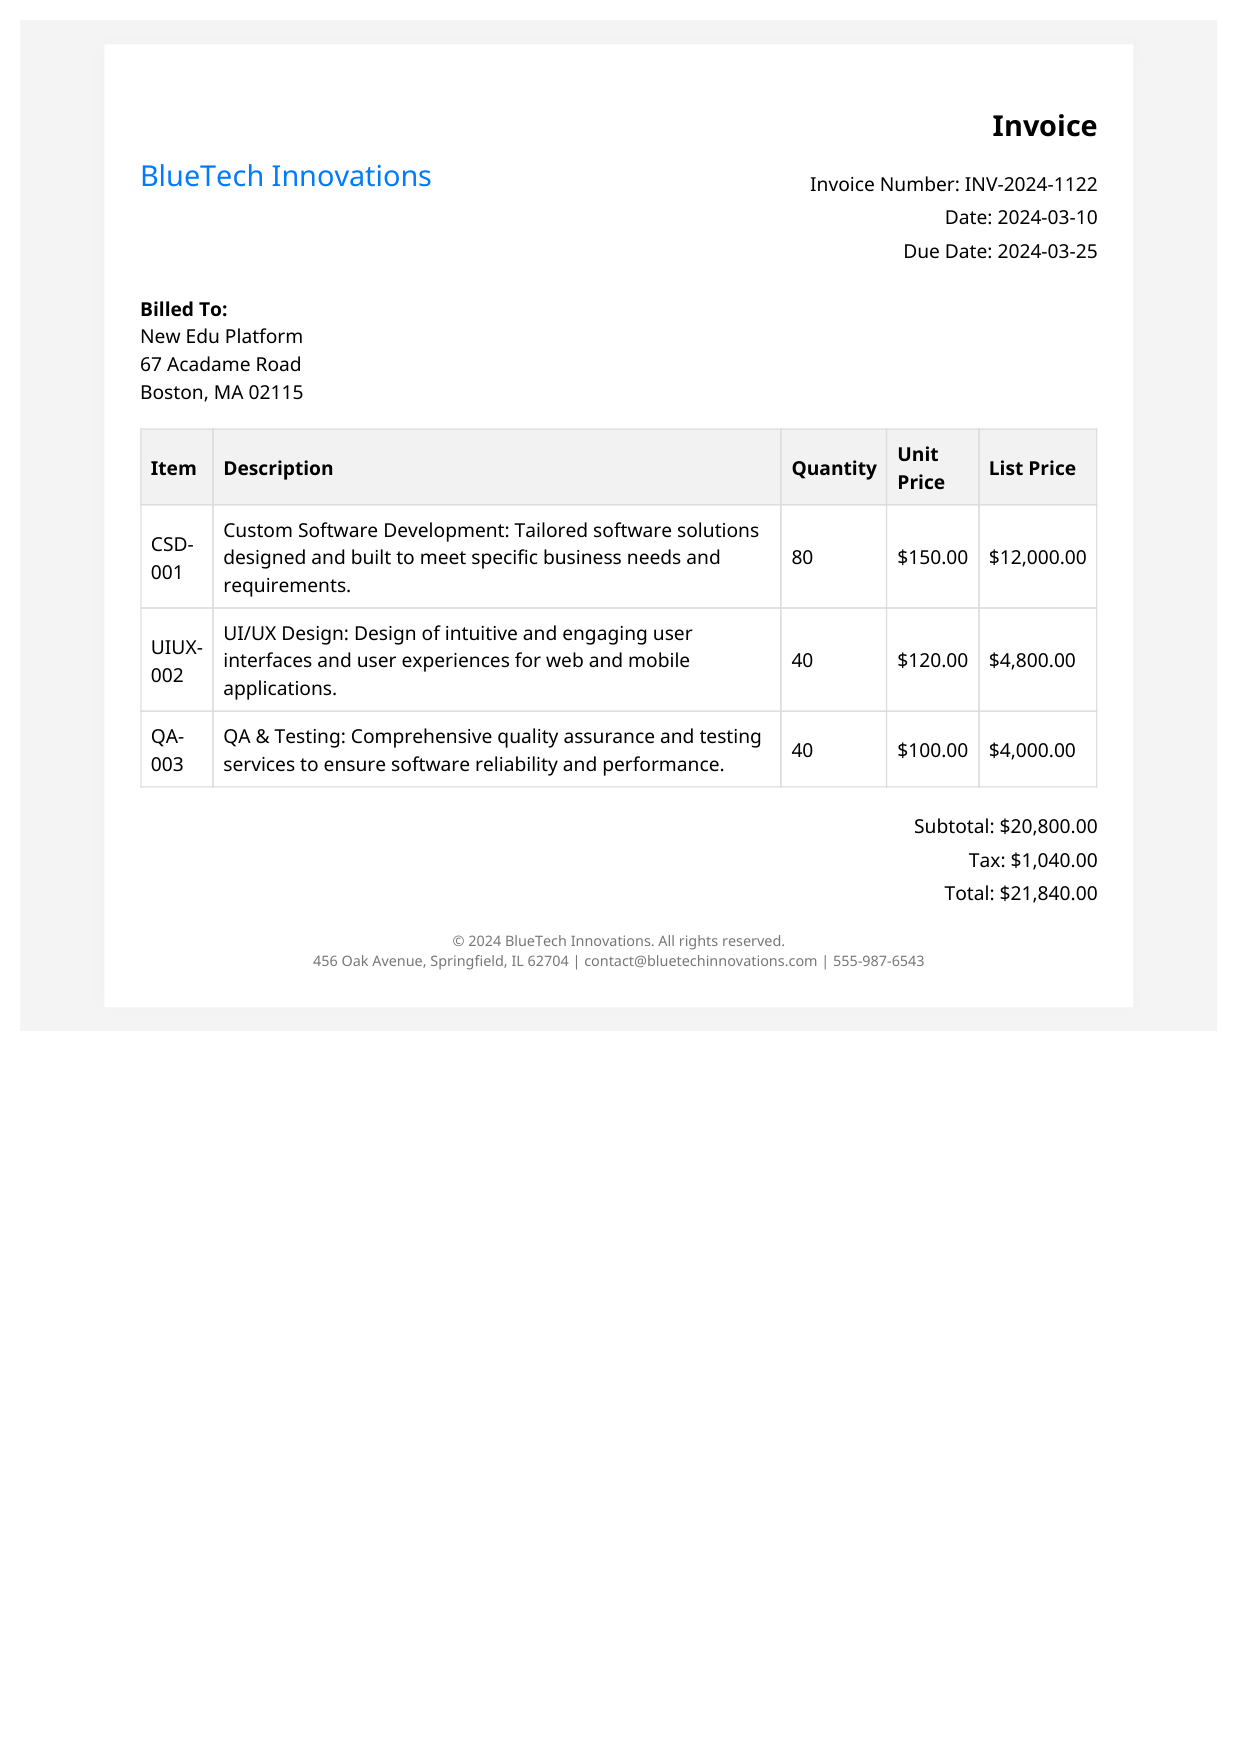 Invoice
BlueTech Innovations
Invoice Number: INV-2024-1122
Date: 2024-03-10
Due Date: 2024-03-25
Billed To:
New Edu Platform
67 Acadame Road
Boston, MA 02115
Item Description Quantity Unit Price List Price
CSD-001 Custom Software Development: Tailored software solutions
designed and built to meet specific business needs and
requirements. 80 $150.00 $12,000.00
UIUX-002 UI/UX Design: Design of intuitive and engaging user
interfaces and user experiences for web and mobile
applications. 40 $120.00 $4,800.00
QA-003 QA & Testing: Comprehensive quality assurance and testing
services to ensure software reliability and performance. 40 $100.00 $4,000.00
Subtotal: $20,800.00
Tax: $1,040.00
Total: $21,840.00
© 2024 BlueTech Innovations. All rights reserved.
456 Oak Avenue, Springfield, IL 62704 | contact@bluetechinnovations.com | 555-987-6543